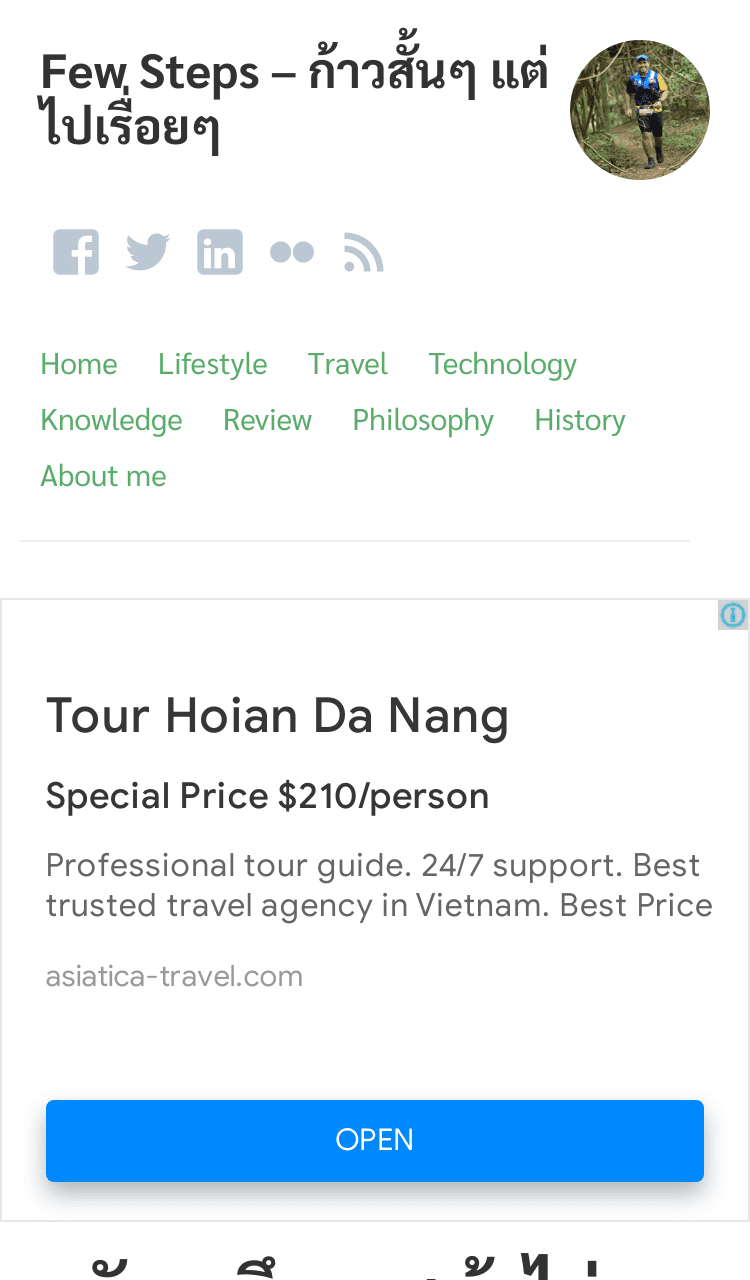 Few Steps – ก้าวสั้นๆ แต่
ไปเรื่อยๆ
Home Lifestyle Travel Technology
Knowledge Review Philosophy History
About me
Tour Hoian Da Nang
Special Price $210/person
Professional tour guide. 24/7 support. Best
trusted travel agency in Vietnam. Best Price
asiatica-travel.com
OPEN